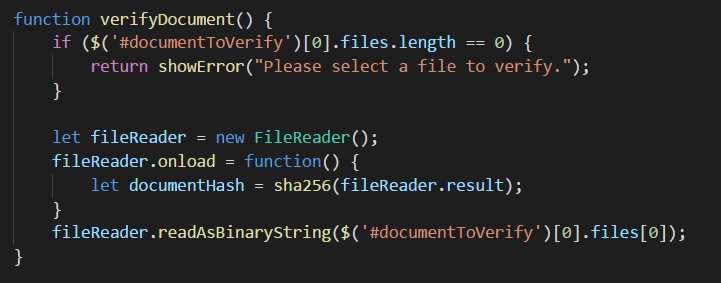 function verifyDocument() {
    if ($('#documentToVerify')[0].files.length == 0) {
        return showError("Please select a file to verify.");
    }

    let fileReader = new FileReader();
    fileReader.onload = function() {
        let documentHash = sha256(fileReader.result);
    }
    fileReader.readAsBinaryString($('#documentToVerify')[0].files[0]);
}